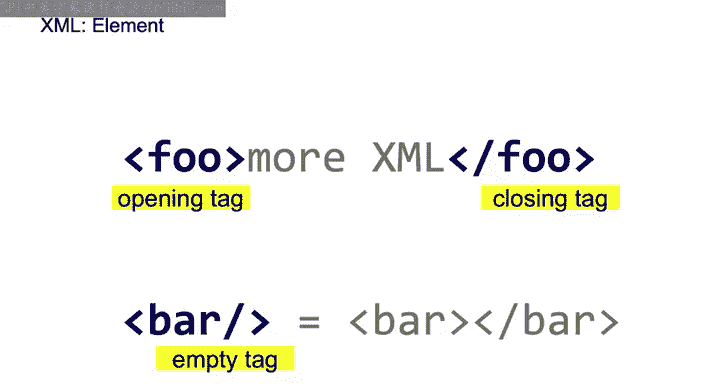 XML: Element
<foo>more XML</foo>
opening tag closing tag
<bar/> = <bar></bar>
empty tag